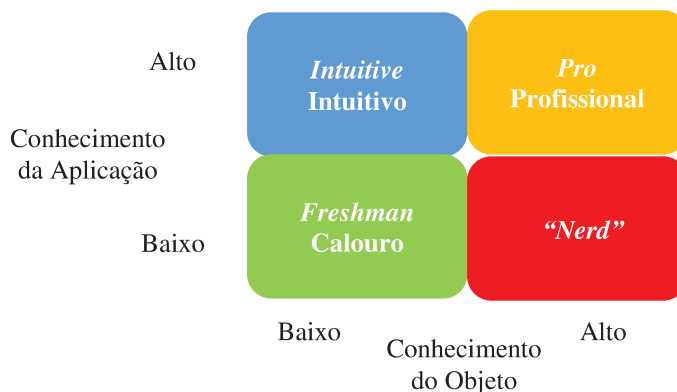 Alto
Intuitive
Intuitivo
Pro
Profissional
Conhecimento
da Aplicação
Baixo
Freshman
Calouro
“Nerd”
Baixo
Conhecimento
do Objeto
Alto